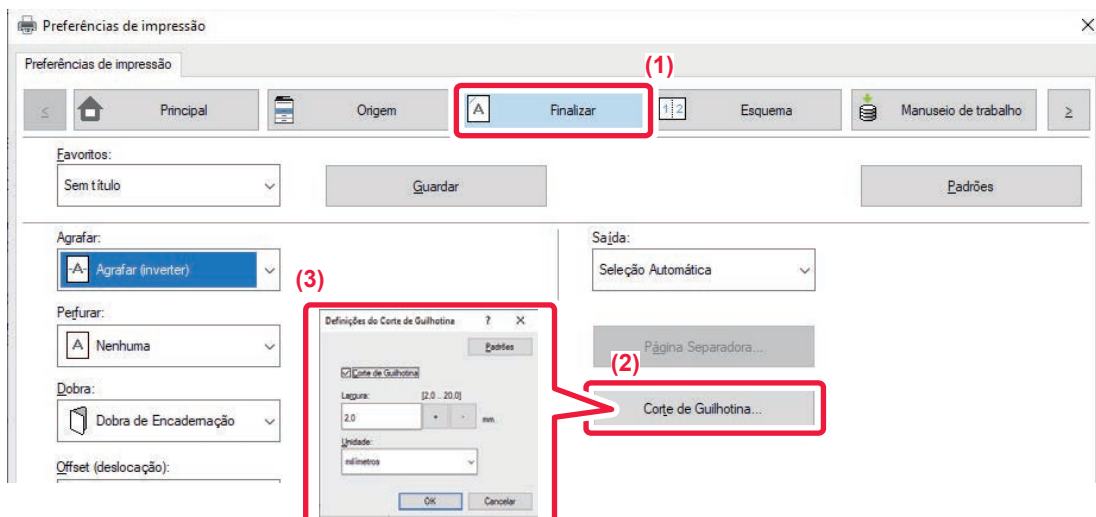 Preferências de impressão
Preferências de impressão
(1)
Principal
Origem
A
Finalizar
1 2
Esquema
Manuseio de trabalho
Favoritos:
Sem título
Guardar
Padrões
Agrafar:
-A- Agrafar (inverter)
Saída:
Seleção Automática
(3)
Perfurar:
A Nenhuma
Definições do Corte de Guilhotina ? X
Padrões
Página Separadora...
(2)
Corte de Guilhotina
Dobra:
Dobra de Encadernação
Largura: [2.0 .. 20.0]
2.0 + - mm.
Corte de Guilhotina...
Unidade:
milímetros
Offset (deslocação):
OK Cancelar